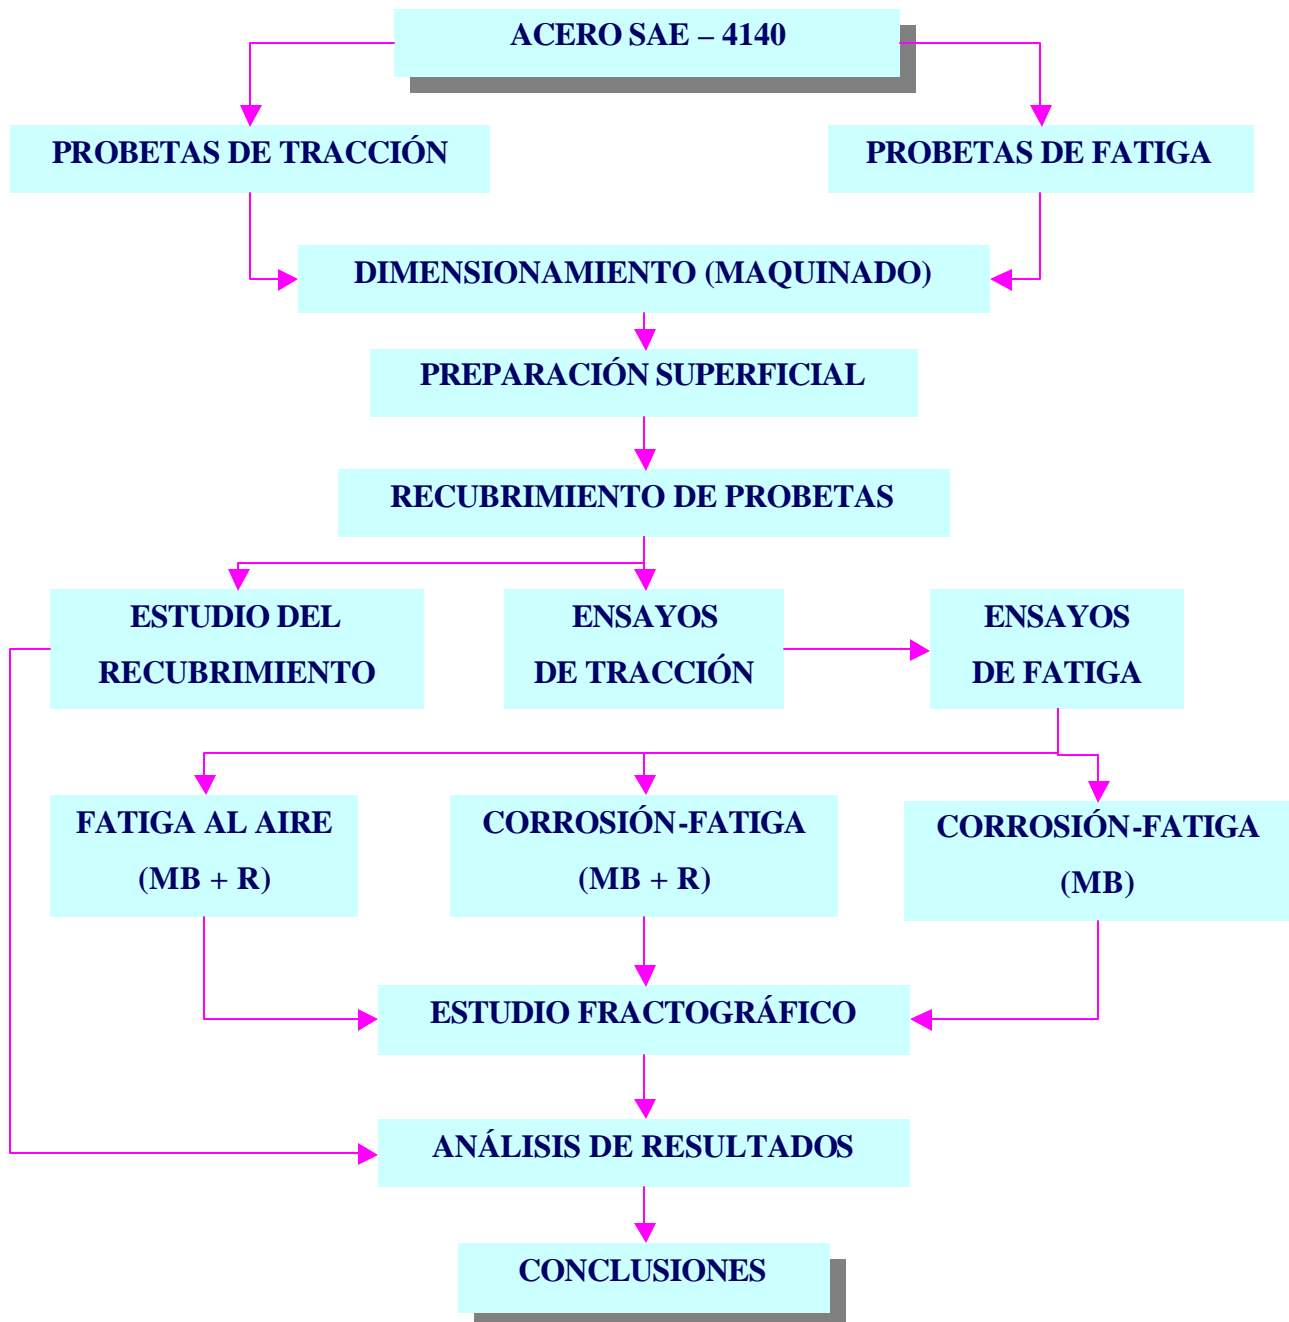 ACERO SAE – 4140
PROBETAS DE TRACCIÓN
PROBETAS DE FATIGA
DIMENSIONAMIENTO (MAQUINADO)
PREPARACIÓN SUPERFICIAL
RECUBRIMIENTO DE PROBETAS
ESTUDIO DEL
RECUBRIMIENTO
ENSAYOS
DE TRACCIÓN
ENSAYOS
DE FATIGA
FATIGA AL AIRE
(MB + R)
CORROSIÓN-FATIGA
(MB + R)
CORROSIÓN-FATIGA
(MB)
ESTUDIO FRACTOGRÁFICO
ANÁLISIS DE RESULTADOS
CONCLUSIONES